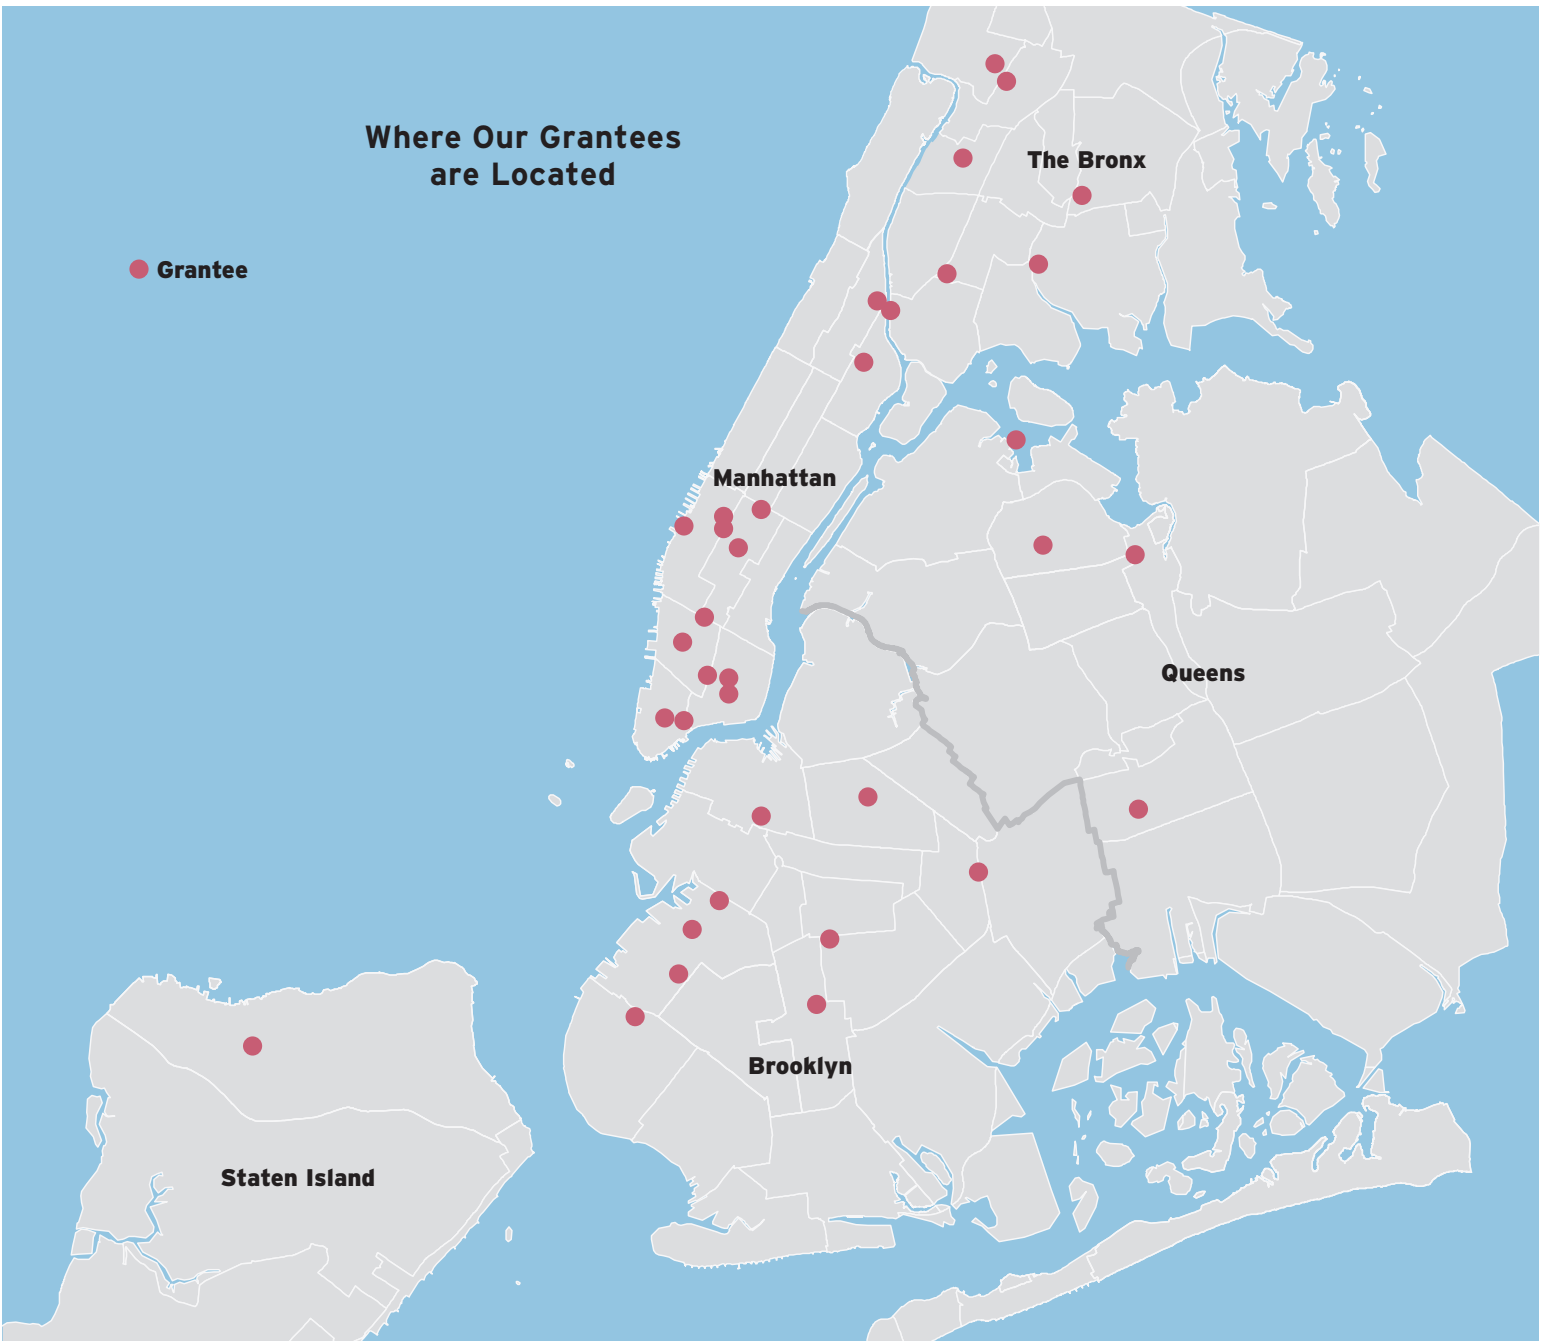 Where Our Grantees
are Located
Grantee
The Bronx
Manhattan
Queens
Brooklyn
Staten Island